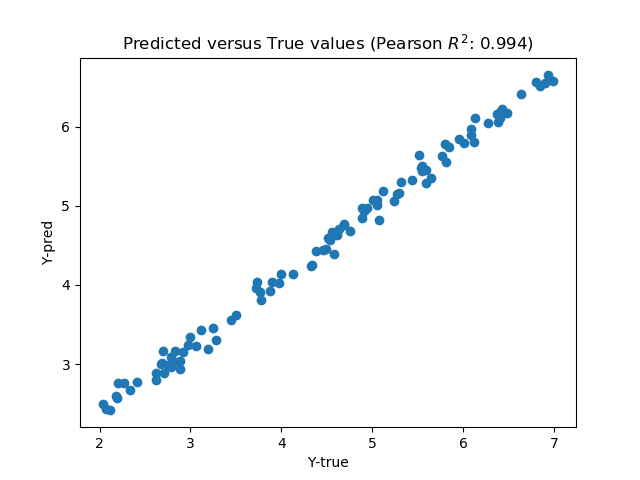 Predicted versus True values (Pearson R²: 0.994)
6
5
4
3
Y-pred
2 3 4 5 6 7
Y-true